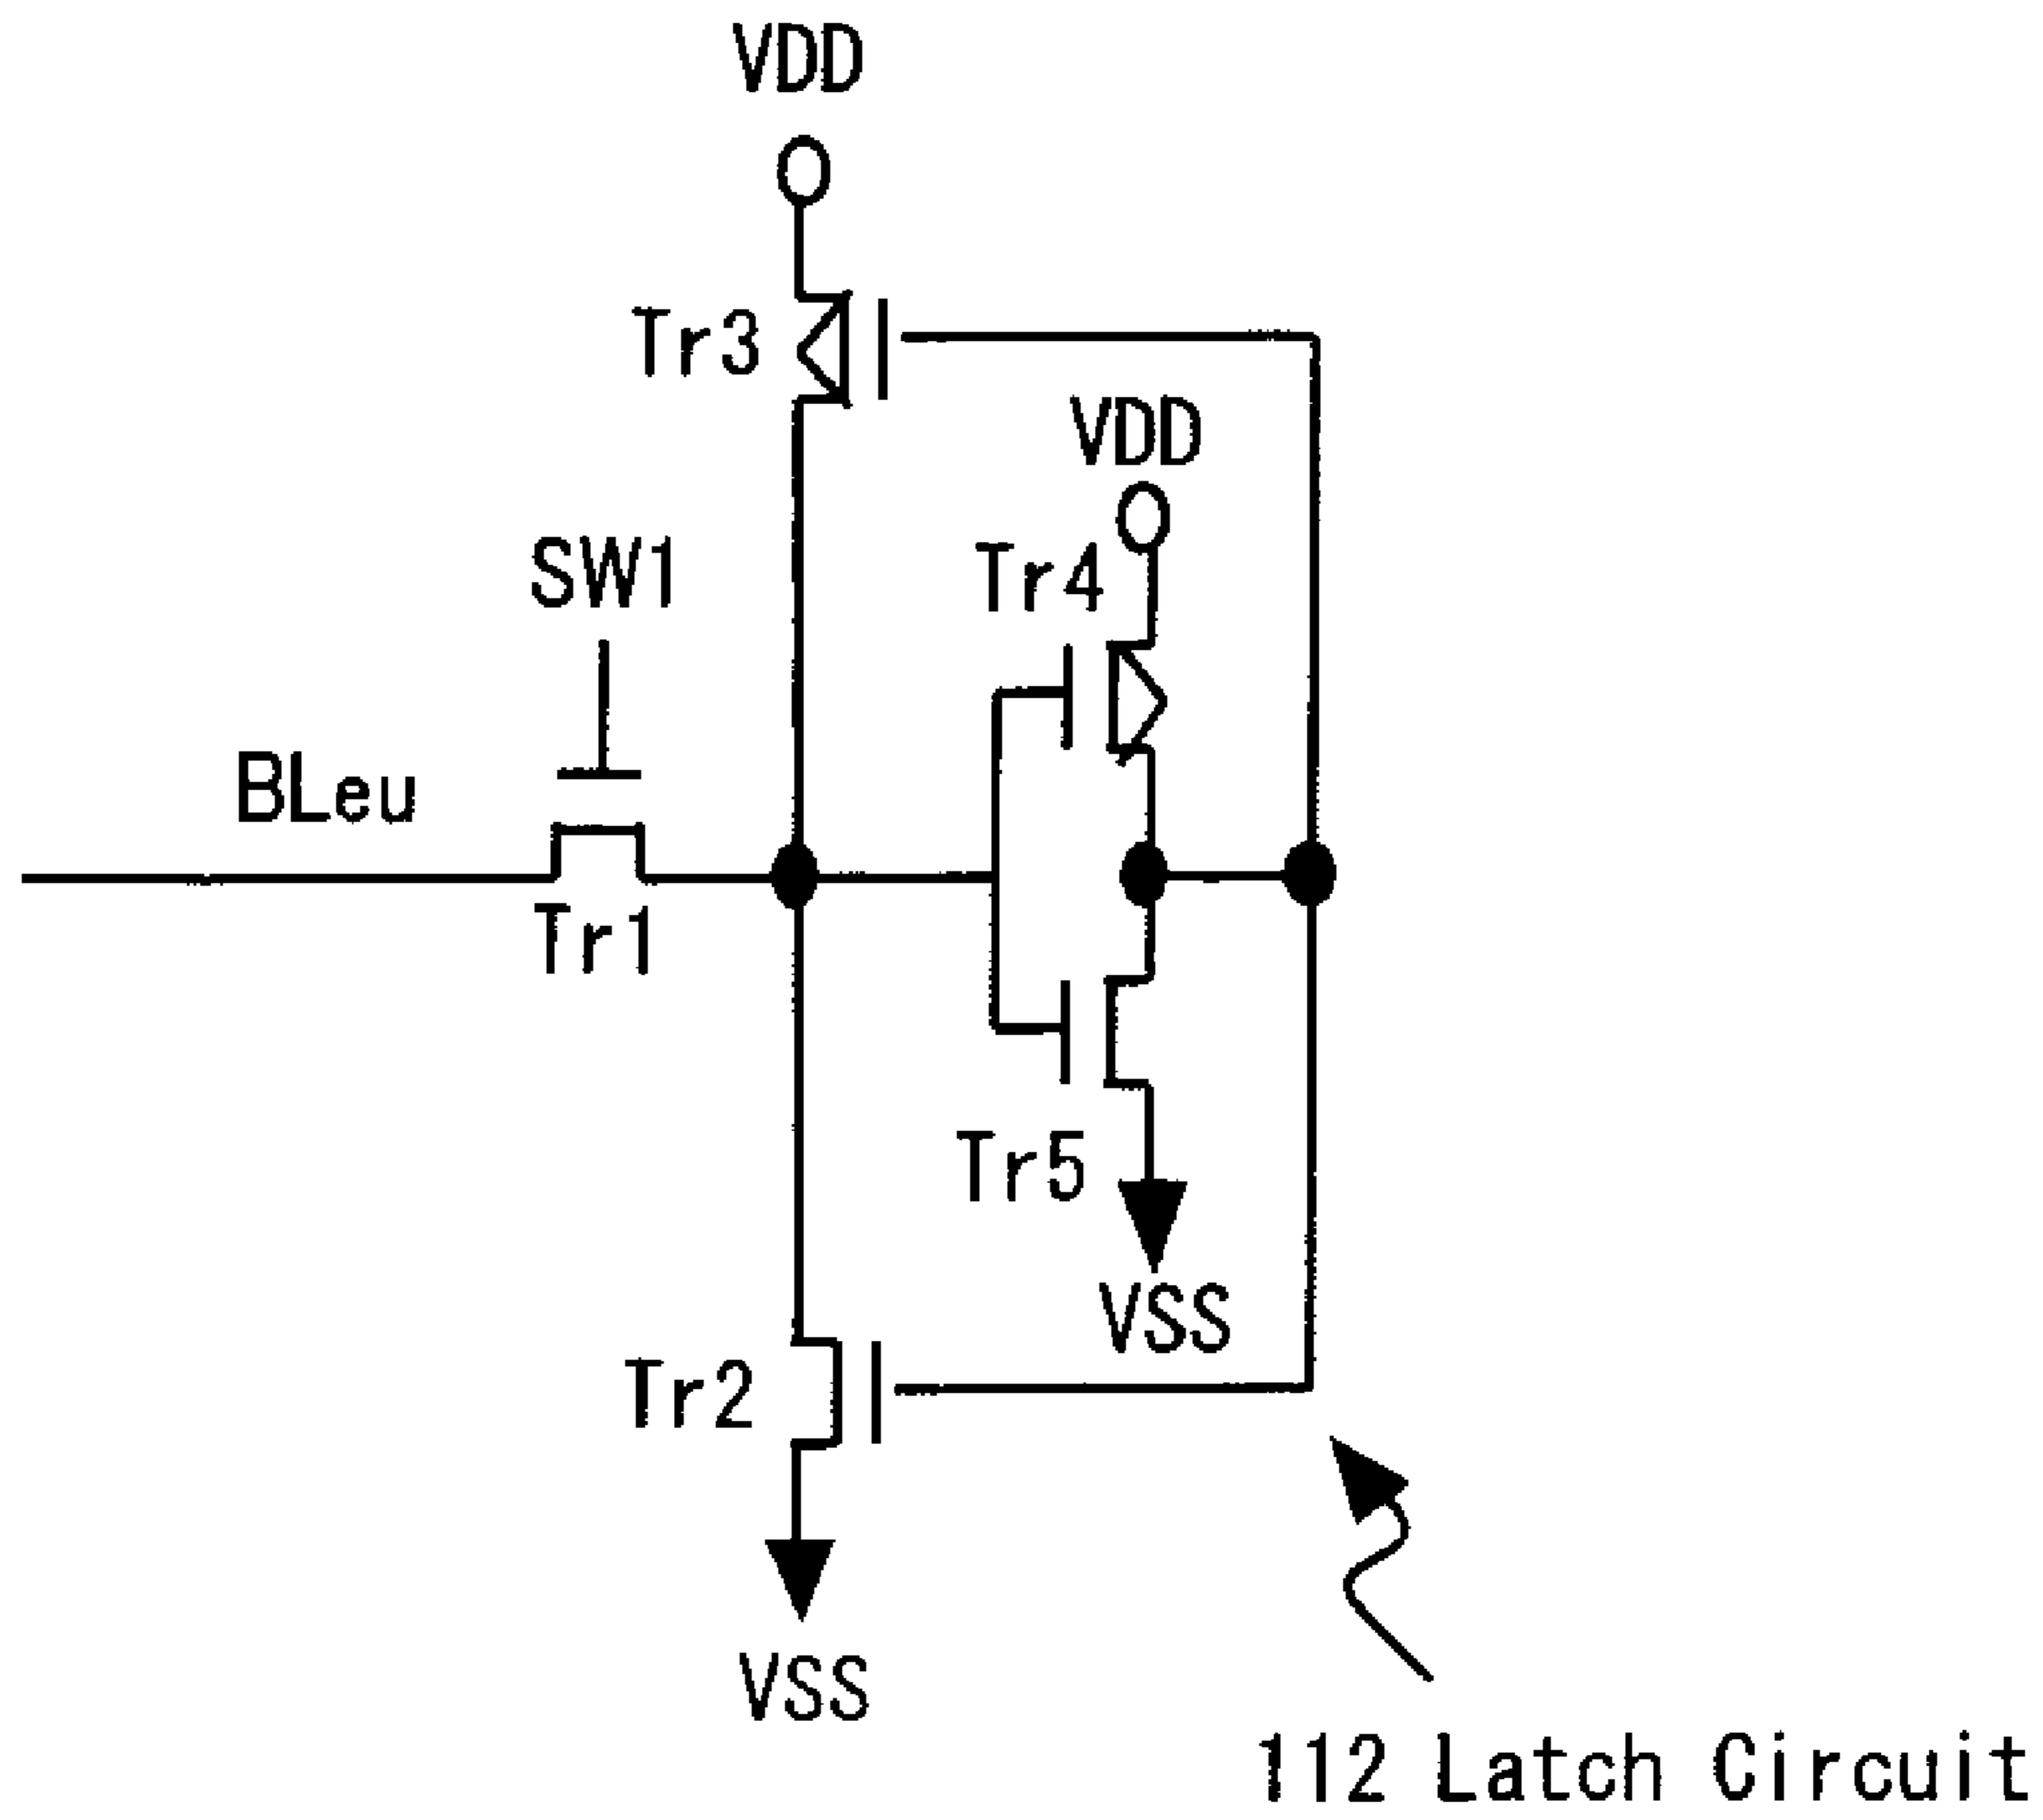 VDD
Tr3
VDD
SW1
Tr4
BLeu
Tr1
Tr5
VSS
Tr2
VSS
112 Latch Circuit